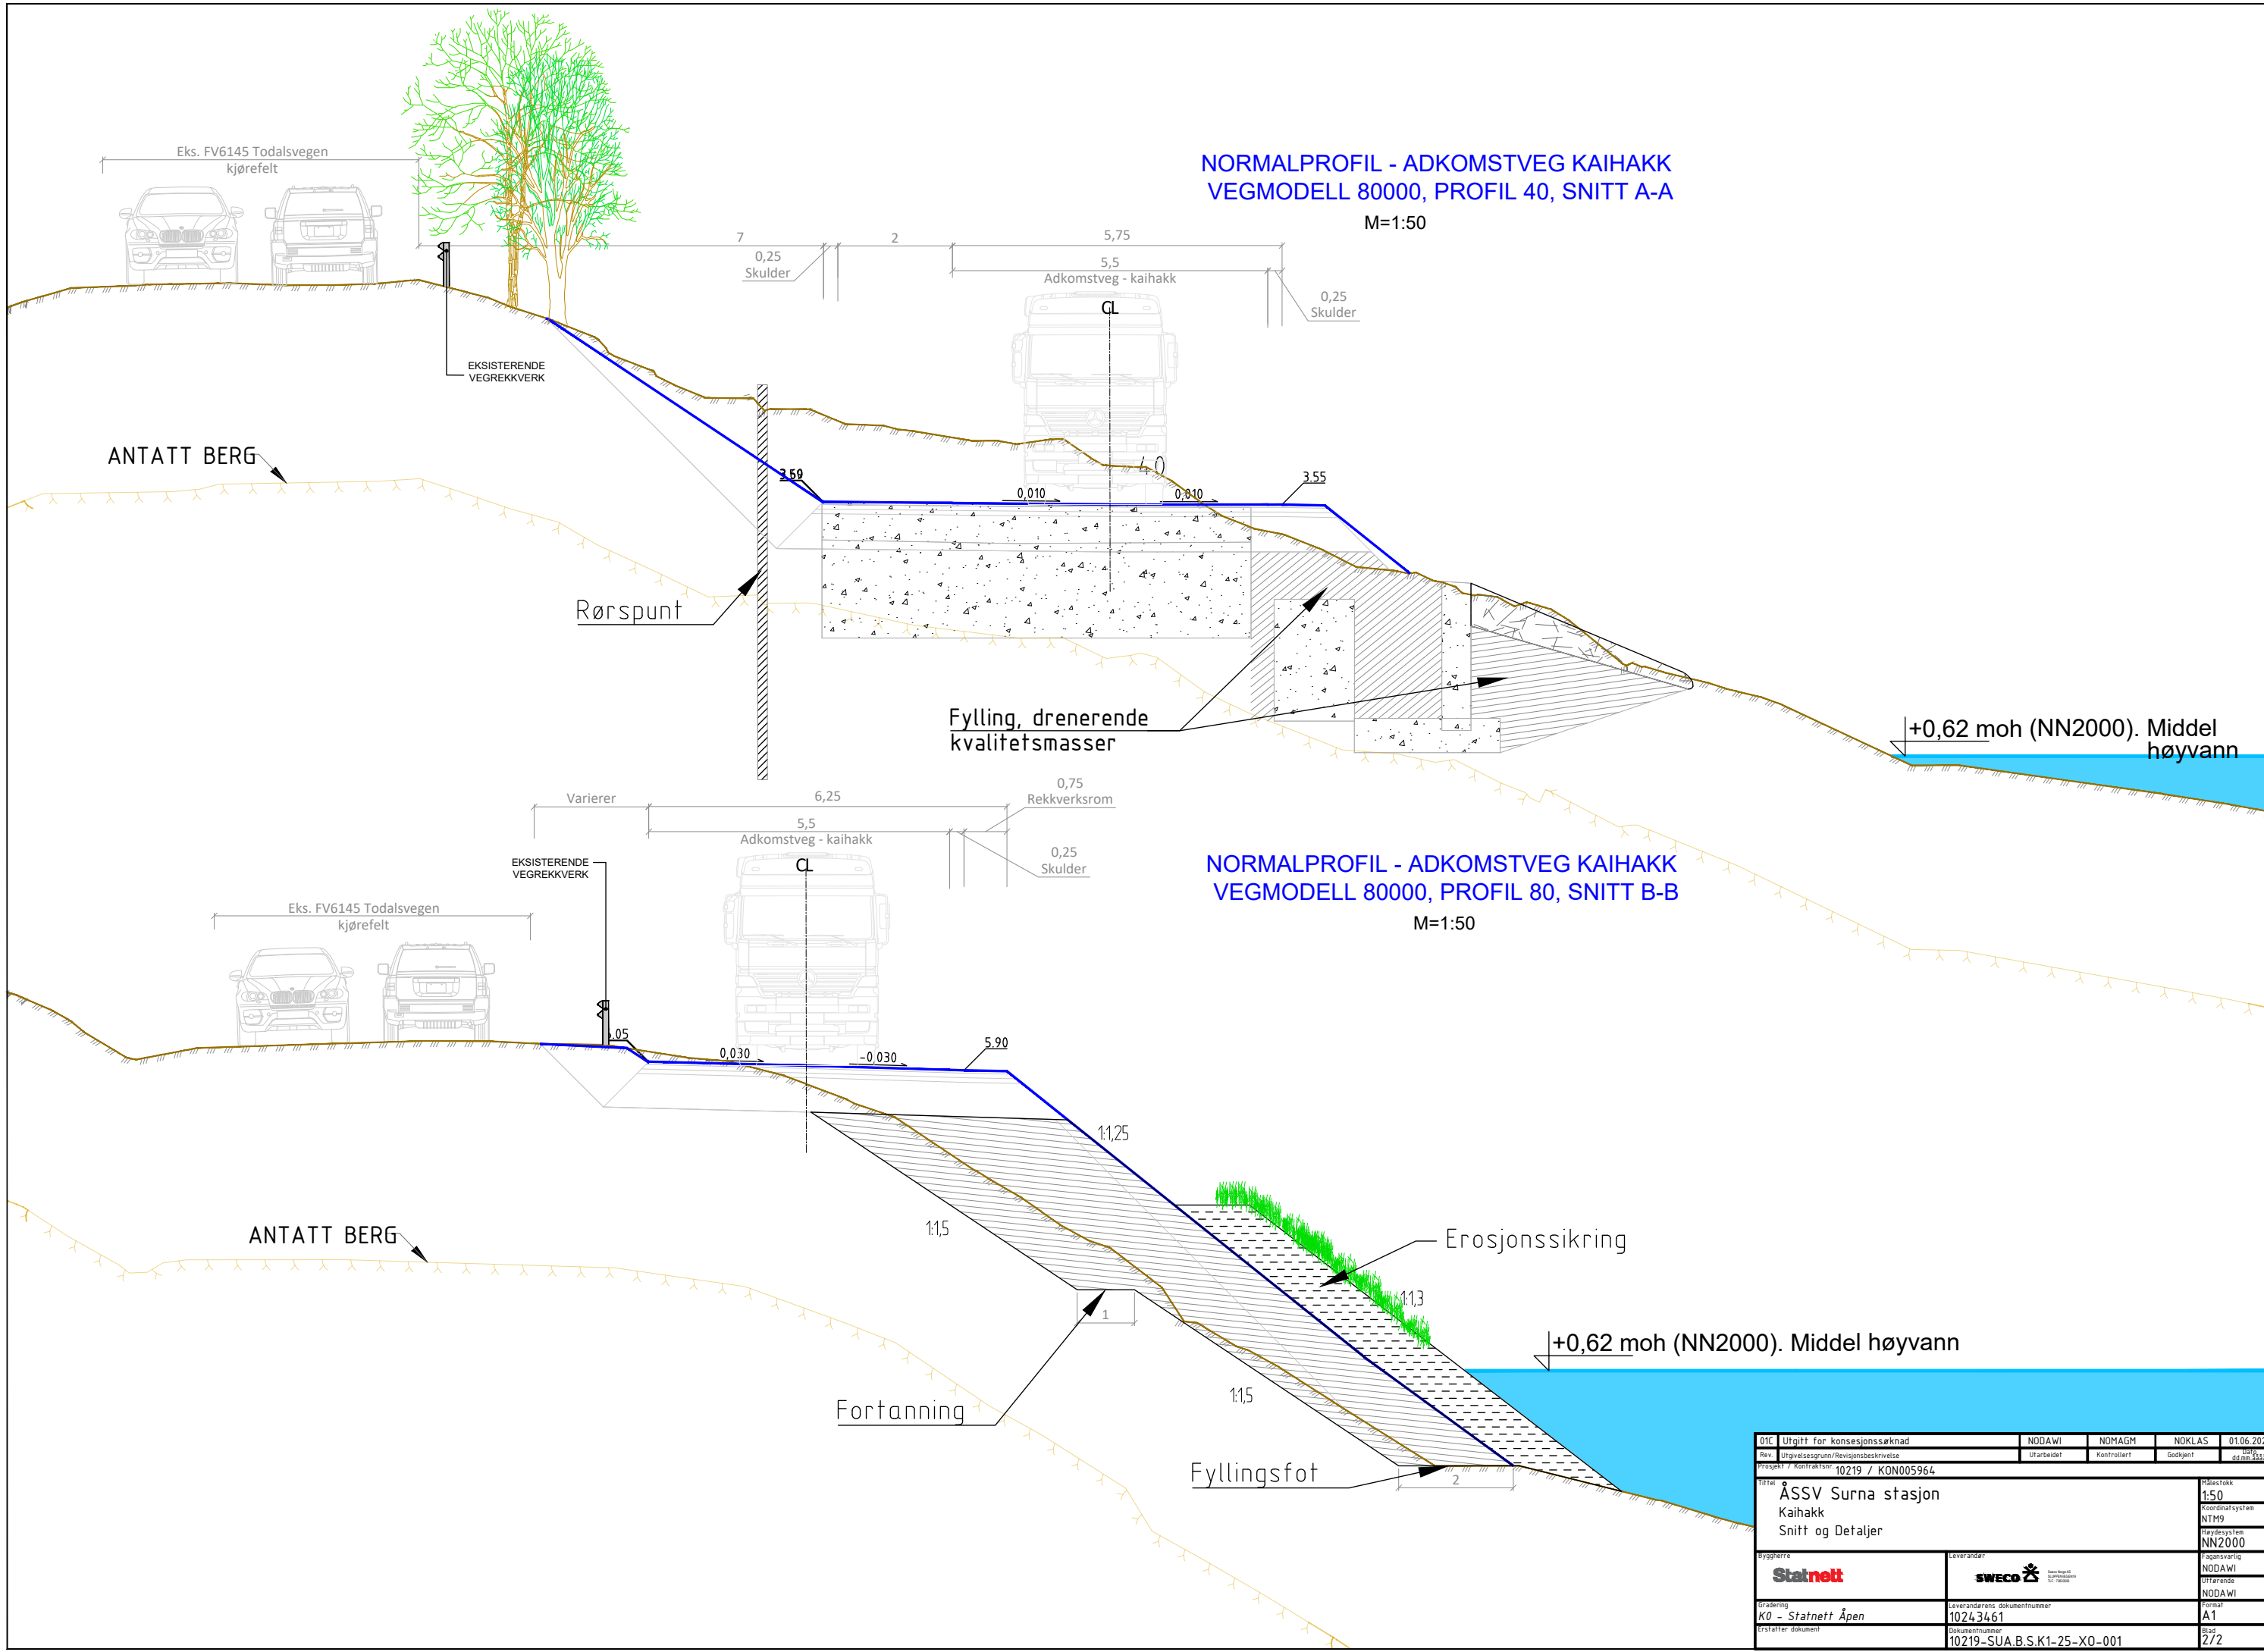 Eks. FV6145 Todalsvegen
kjørefelt
NORMALPROFIL - ADKOMSTVEG KAIHAKK
VEGMODELL 80000, PROFIL 40, SNITT A-A
M=1:50
7
0,25
Skulder
2
5,75
5,5
Adkomstveg - kaihakk
0,25
Skulder
CL
EKSISTERENDE
VEGREKKVERK
ANTATT BERG
40
3.55
0,010
0,010
Rørspunt
Fylling, drenerende
kvalitetsmasser
+0,62 moh (NN2000). Middel
høyvann
Varierer
6,25
0,75
Rekkverksrom
5,5
Adkomstveg - kaihakk
0,25
Skulder
CL
EKSISTERENDE
VEGREKKVERK
NORMALPROFIL - ADKOMSTVEG KAIHAKK
VEGMODELL 80000, PROFIL 80, SNITT B-B
M=1:50
Eks. FV6145 Todalsvegen
kjørefelt
.05
0,030
-0,030
5.90
1:1,25
1:1,5
ANTATT BERG
Erosjonssikring
1:1,3
1
+0,62 moh (NN2000). Middel høyvann
1:1,5
Fortanning
Fyllingsfot
2
01C Utgitt for konsesjonssøknad NODAWI NOMAGM NOKLAS 01.06.202
Rev. Utgivelsesgrunn/Revisjonsbeskrivelse Utarbeidet Kontrollert Godkjent Dato
Prosjekt / Kontraktsnr. 10219 / KON005964
Tittel
ÅSSV Surna stasjon
Kaihakk
Snitt og Detaljer
Målestokk
1:50
Koordinatsystem
NTM9
Høydesystem
NN2000
Byggherre
Statnett
Leverandør
SWECO
Fagansvarlig
NODAWI
Utførende
NODAWI
Gradering
K0 - Statnett Åpen
Leverandørens dokumentnummer
10243461
Format
A1
Erstatter dokument
Dokumentnummer
10219-SUA.B.S.K1-25-XO-001
Blad
2/2